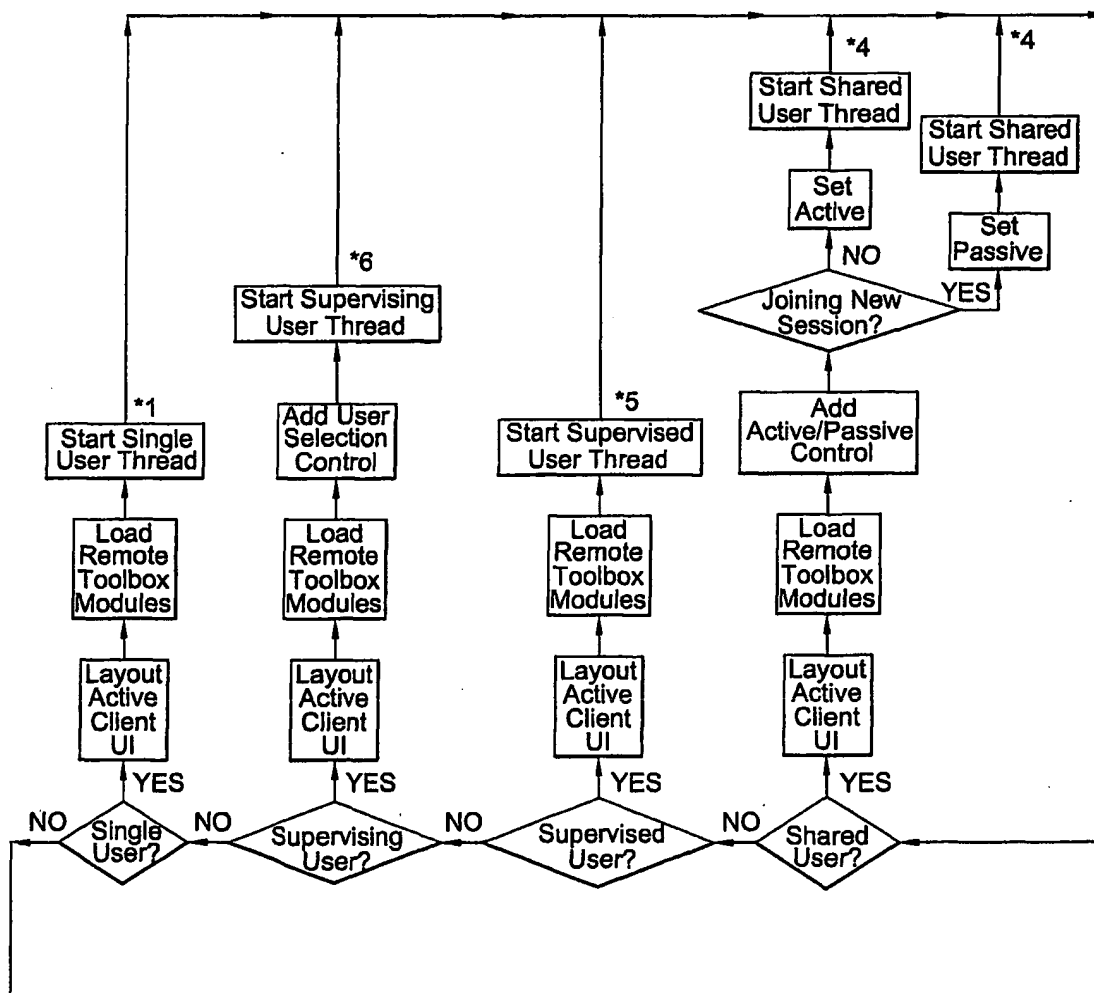 *4
*4
Start Shared
User Thread
Start Shared
User Thread
Set
Active
Set
Passive
NO
YES
Joining New
Session?
*6
Start Supervising
User Thread
*1
Start Single
User Thread
Add User
Selection
Control
*5
Start Supervised
User Thread
Add
Active/Passive
Control
Load
Remote
Toolbox
Modules
Load
Remote
Toolbox
Modules
Load
Remote
Toolbox
Modules
Load
Remote
Toolbox
Modules
Layout
Active
Client
UI
Layout
Active
Client
UI
Layout
Active
Client
UI
Layout
Active
Client
UI
YES
YES
YES
YES
NO
Single
User?
NO
Supervising
User?
NO
Supervised
User?
NO
Shared
User?